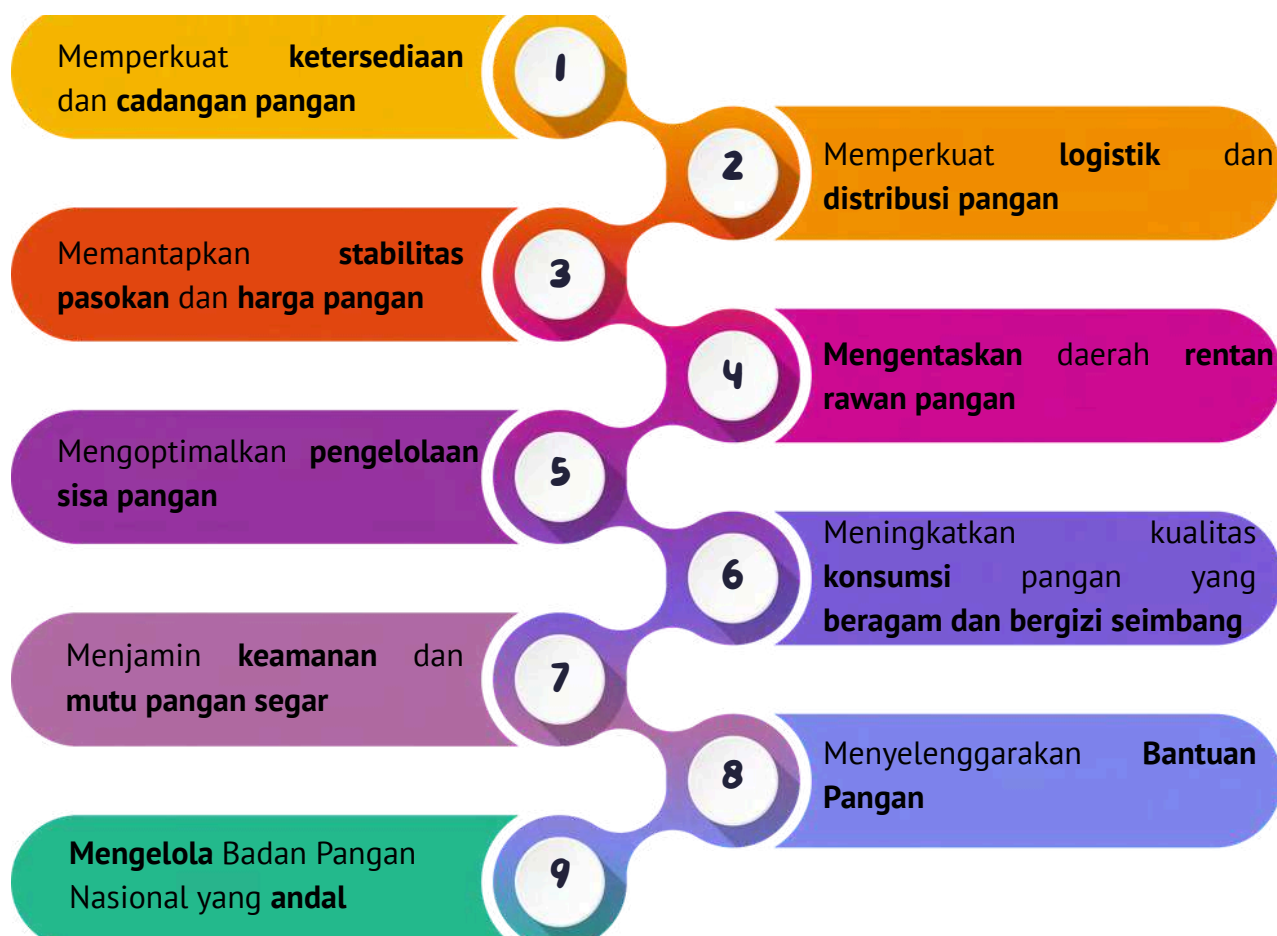 1
Memperkuat ketersediaan
dan cadangan pangan
2
Memperkuat logistik dan
distribusi pangan
3
Memantapkan stabilitas
pasokan dan harga pangan
4
Mengentaskan daerah rentan
rawan pangan
5
Mengoptimalkan pengelolaan
sisa pangan
6
Meningkatkan kualitas
konsumsi pangan yang
beragam dan bergizi seimbang
7
Menjamin keamanan dan
mutu pangan segar
8
Menyelenggarakan Bantuan
Pangan
9
Mengelola Badan Pangan
Nasional yang andal